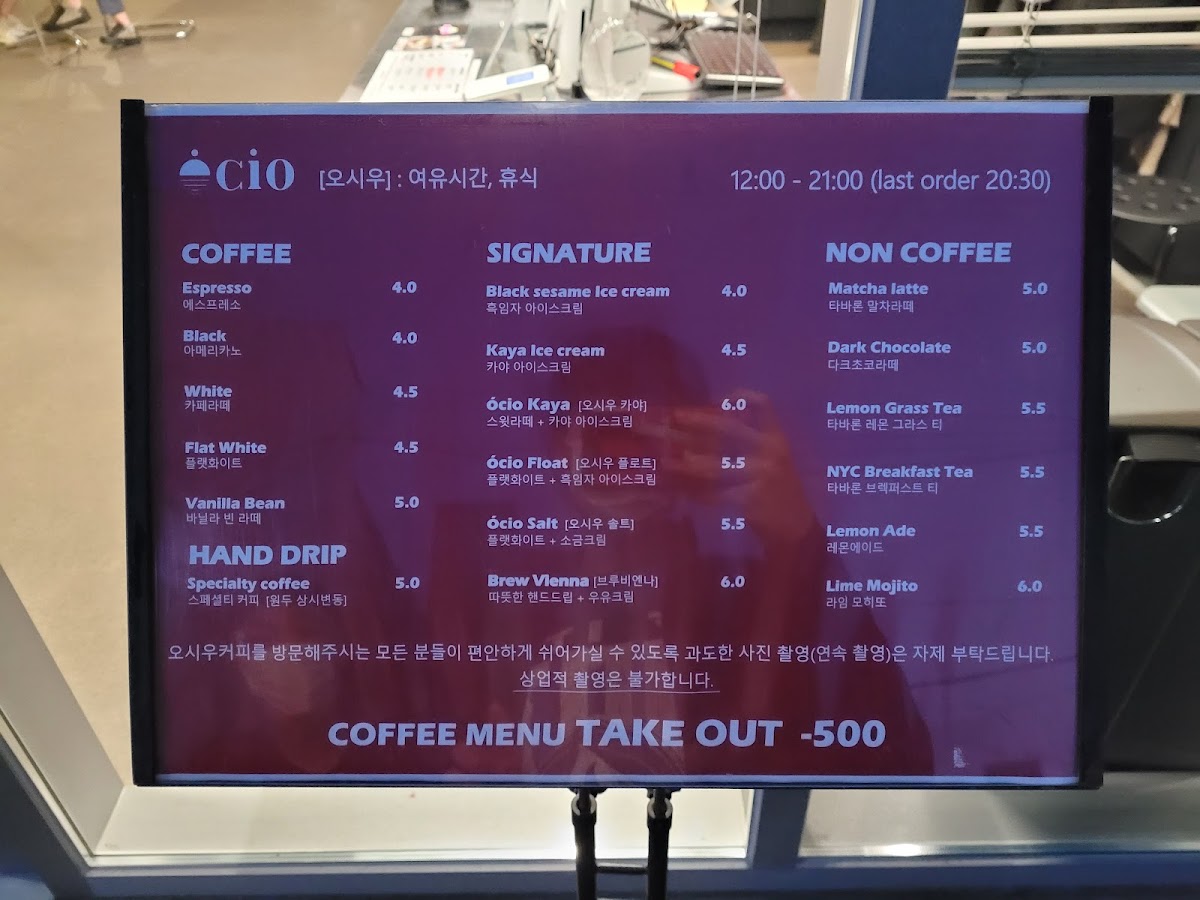 ócio [오시우] : 여유시간, 휴식
12:00 - 21:00 (last order 20:30)
COFFEE
Espresso 4.0
에스프레소
Black 4.0
아메리카노
White 4.5
카페라떼
Flat White 4.5
플랫화이트
Vanilla Bean 5.0
바닐라 빈 라떼
HAND DRIP
Specialty coffee 5.0
스페셜티 커피 [원두 상시변동]
SIGNATURE
Black sesame Ice cream 4.0
흑임자 아이스크림
Kaya Ice cream 4.5
카야 아이스크림
ócio Kaya [오시우 카야] 6.0
스윗라떼 + 카야 아이스크림
ócio Float [오시우 플로트] 5.5
플랫화이트 + 흑임자 아이스크림
ócio Salt [오시우 솔트] 5.5
플랫화이트 + 소금크림
Brew Vienna [브루비엔나] 6.0
따뜻한 핸드드립 + 우유크림
NON COFFEE
Matcha latte 5.0
타바론 말차라떼
Dark Chocolate 5.0
다크초코라떼
Lemon Grass Tea 5.5
타바론 레몬 그라스 티
NYC Breakfast Tea 5.5
타바론 브렉퍼스트 티
Lemon Ade 5.5
레몬에이드
Lime Mojito 6.0
라임 모히또
오시우커피를 방문해주시는 모든 분들이 편안하게 쉬어가실 수 있도록 과도한 사진 촬영(연속 촬영)은 자제 부탁드립니다.
상업적 촬영은 불가합니다.
COFFEE MENU TAKE OUT -500